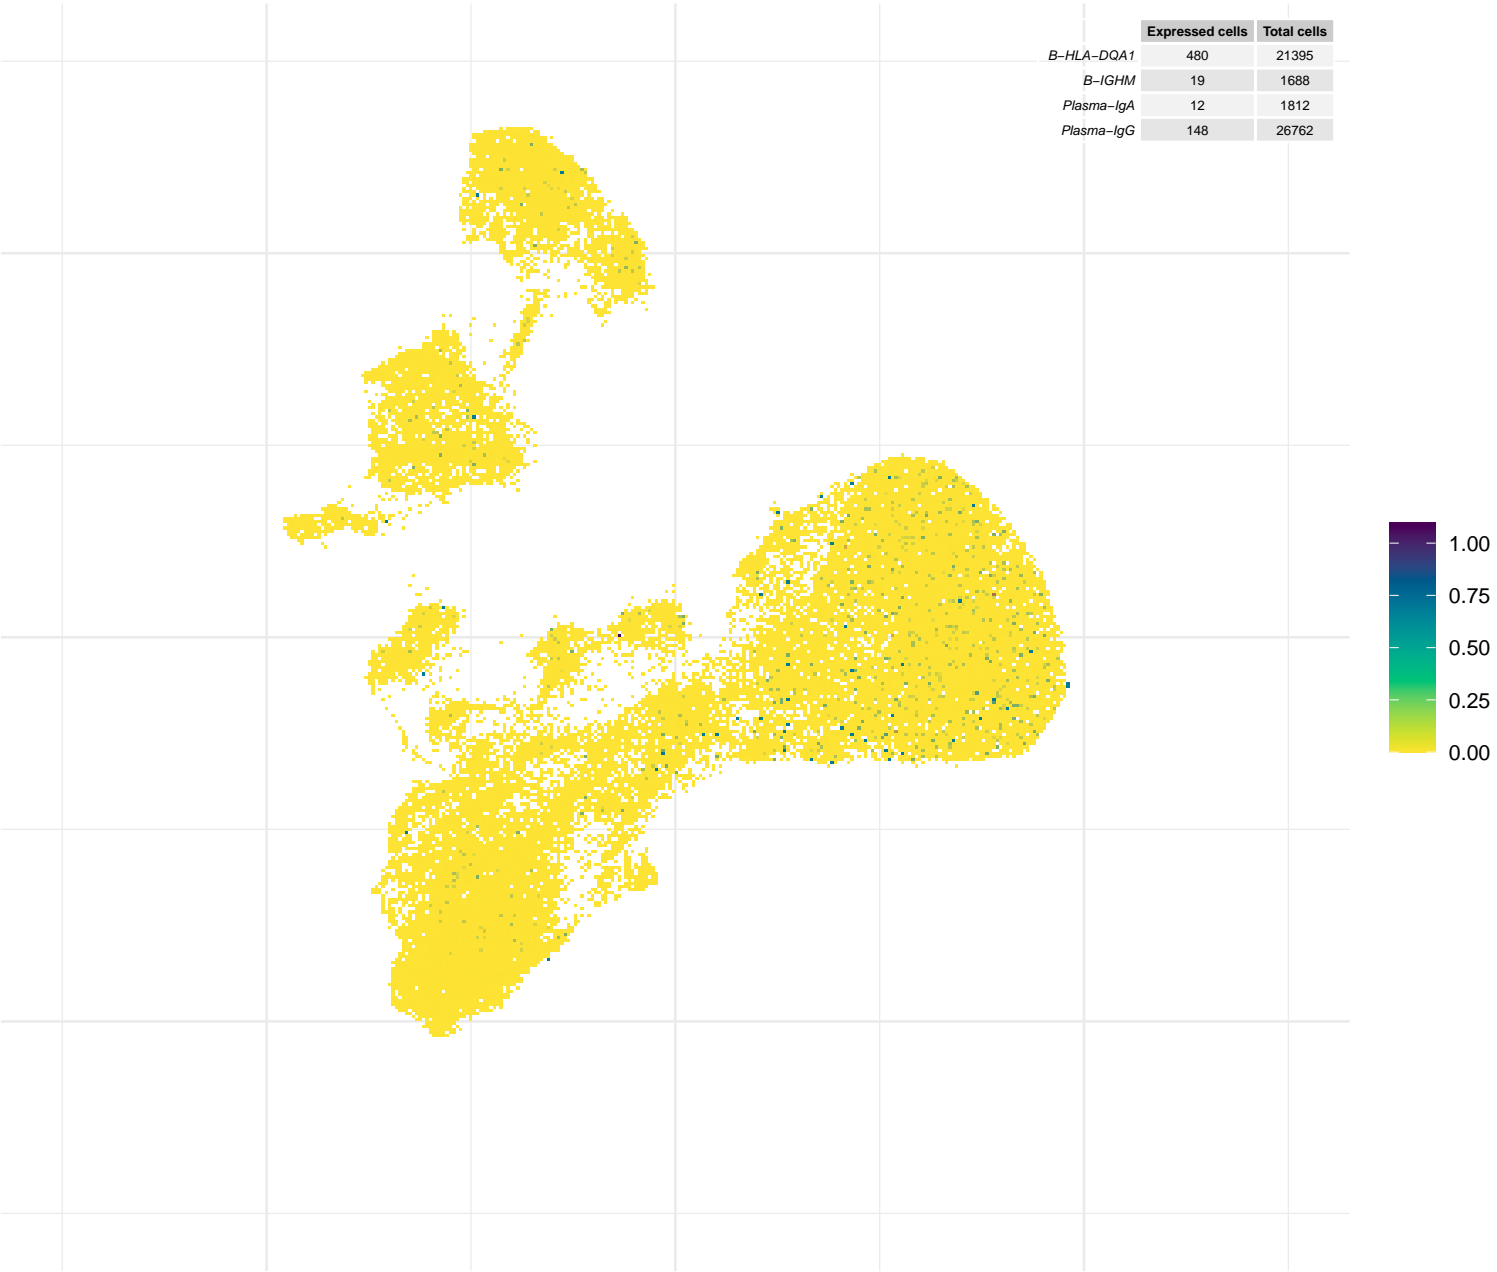 Expressed cells Total cells
B−HLA−DQA1 480 21395
B−IGHM 19 1688
Plasma−IgA 12 1812
Plasma−IgG 148 26762
1.00
0.75
0.50
0.25
0.00